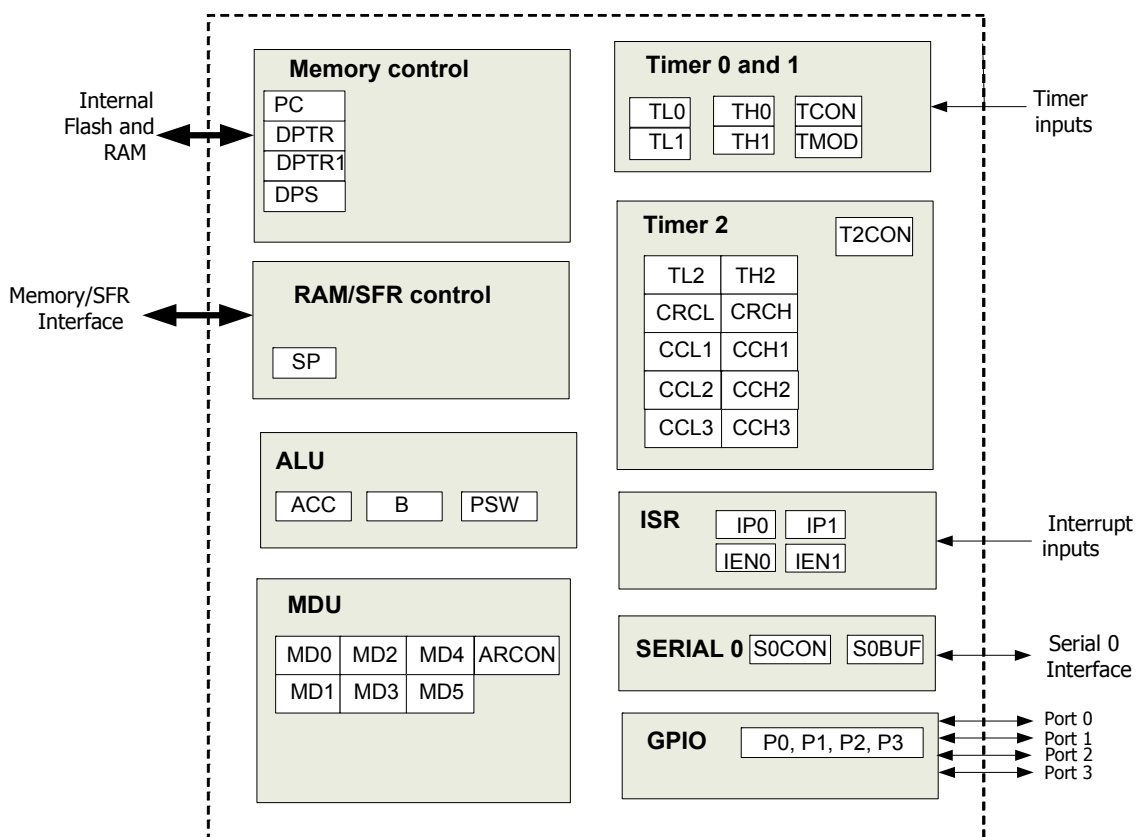 Internal
Flash and
RAM
Memory control
PC
DPTR
DPTR1
DPS
Memory/SFR
Interface
RAM/SFR control
SP
ALU
ACC B PSW
MDU
MD0 MD2 MD4 ARCON
MD1 MD3 MD5
Timer 0 and 1
TL0 TH0 TCON
TL1 TH1 TMOD
Timer
inputs
Timer 2
T2CON
TL2 TH2
CRCL CRCH
CCL1 CCH1
CCL2 CCH2
CCL3 CCH3
ISR
IP0 IP1
IEN0 IEN1
Interrupt
inputs
SERIAL 0 S0CON S0BUF
Serial 0
Interface
GPIO P0, P1, P2, P3
Port 0
Port 1
Port 2
Port 3